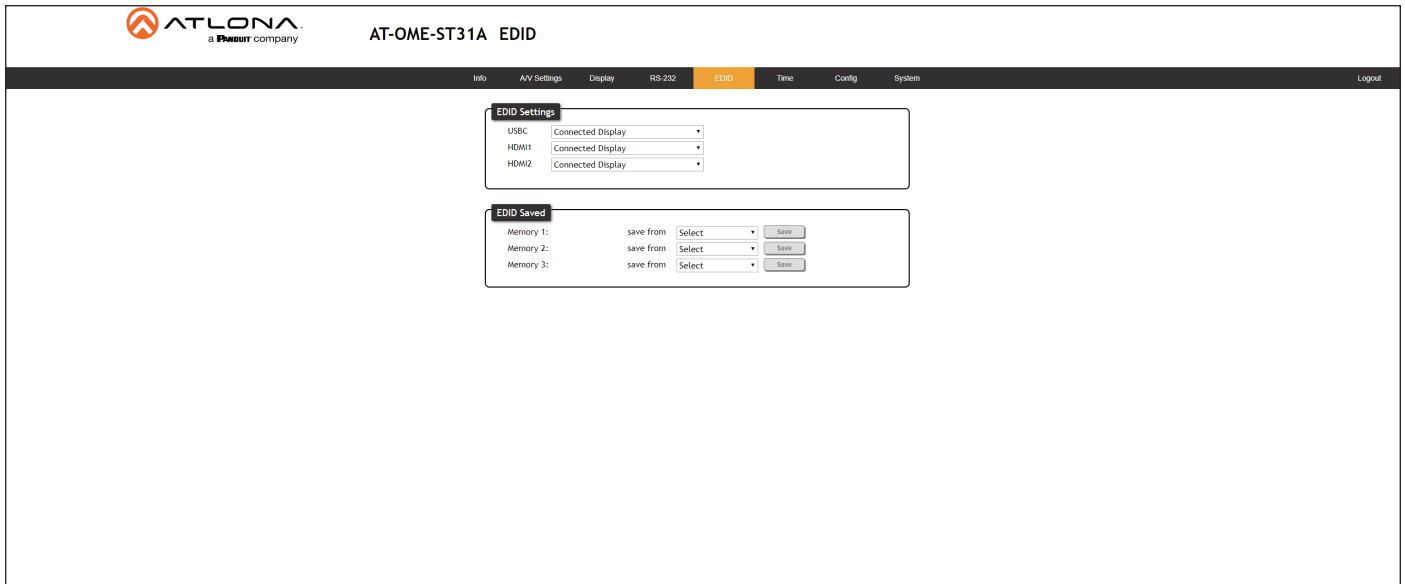 ATLONA.
a PANDUIT company
AT-OME-ST31A EDID
Info A/V Settings Display RS-232 EDID Time Config System Logout
EDID Settings
USBC Connected Display
HDMI1 Connected Display
HDMI2 Connected Display
EDID Saved
Memory 1: save from Select Save
Memory 2: save from Select Save
Memory 3: save from Select Save